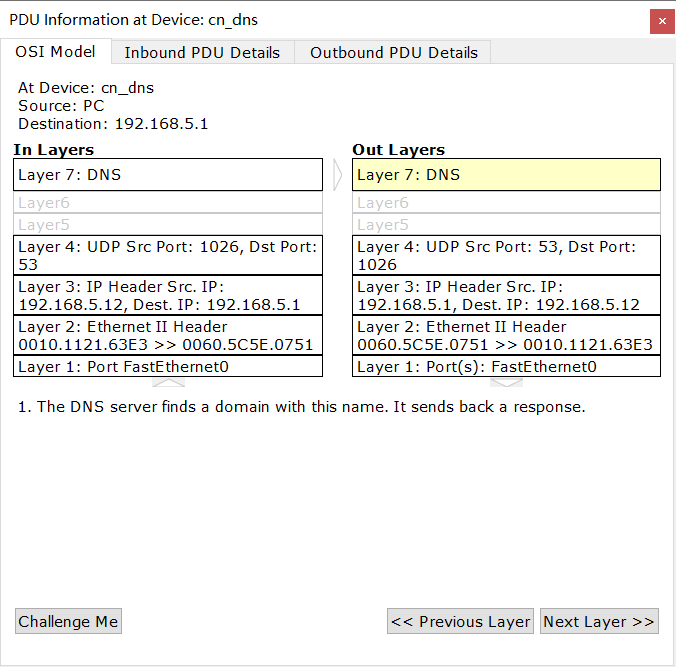 PDU Information at Device: cn_dns
×
OSI Model
Inbound PDU Details
Outbound PDU Details
At Device: cn_dns
Source: PC
Destination: 192.168.5.1
In Layers
Layer 7: DNS
Layer6
Layer5
Layer 4: UDP Src Port: 1026, Dst Port:
53
Layer 3: IP Header Src. IP:
192.168.5.12, Dest. IP: 192.168.5.1
Layer 2: Ethernet II Header
0010.1121.63E3 >> 0060.5C5E.0751
Layer 1: Port FastEthernet0
Out Layers
Layer 7: DNS
Layer6
Layer5
Layer 4: UDP Src Port: 53, Dst Port:
1026
Layer 3: IP Header Src. IP:
192.168.5.1, Dest. IP: 192.168.5.12
Layer 2: Ethernet II Header
0060.5C5E.0751 >> 0010.1121.63E3
Layer 1: Port(s): FastEthernet0
1. The DNS server finds a domain with this name. It sends back a response.
Challenge Me
<< Previous Layer
Next Layer >>